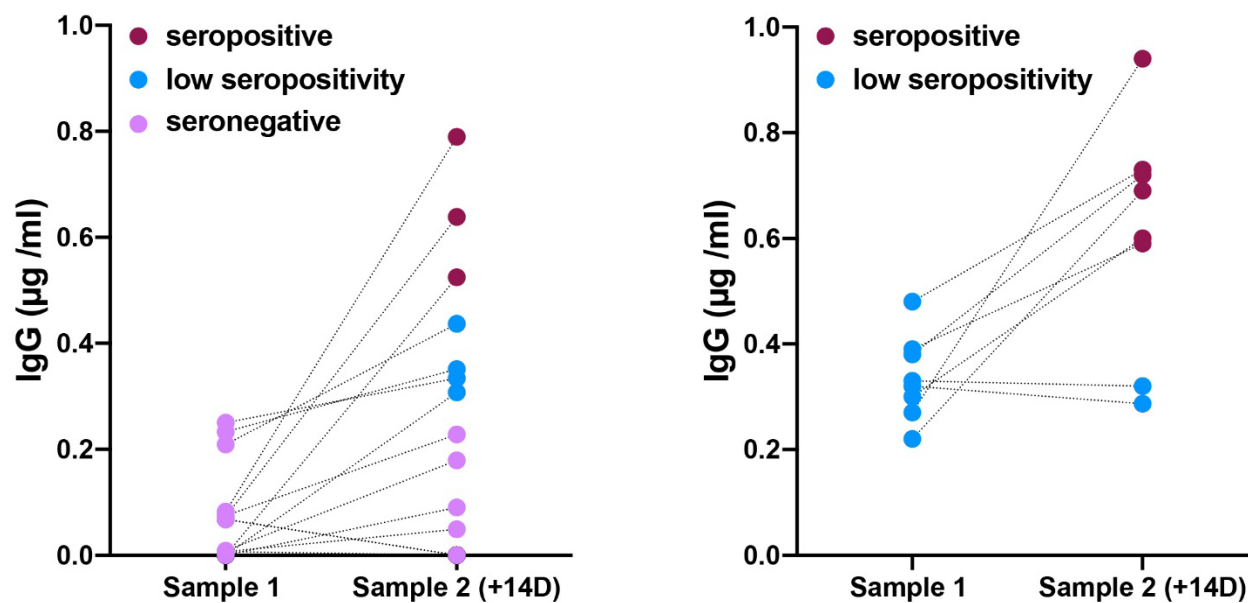 seropositive
low seropositivity
seronegative
IgG (µg /ml)
1.0
0.8
0.6
0.4
0.2
0.0
Sample 1
Sample 2 (+14D)
seropositive
low seropositivity
IgG (µg /ml)
1.0
0.8
0.6
0.4
0.2
0.0
Sample 1
Sample 2 (+14D)